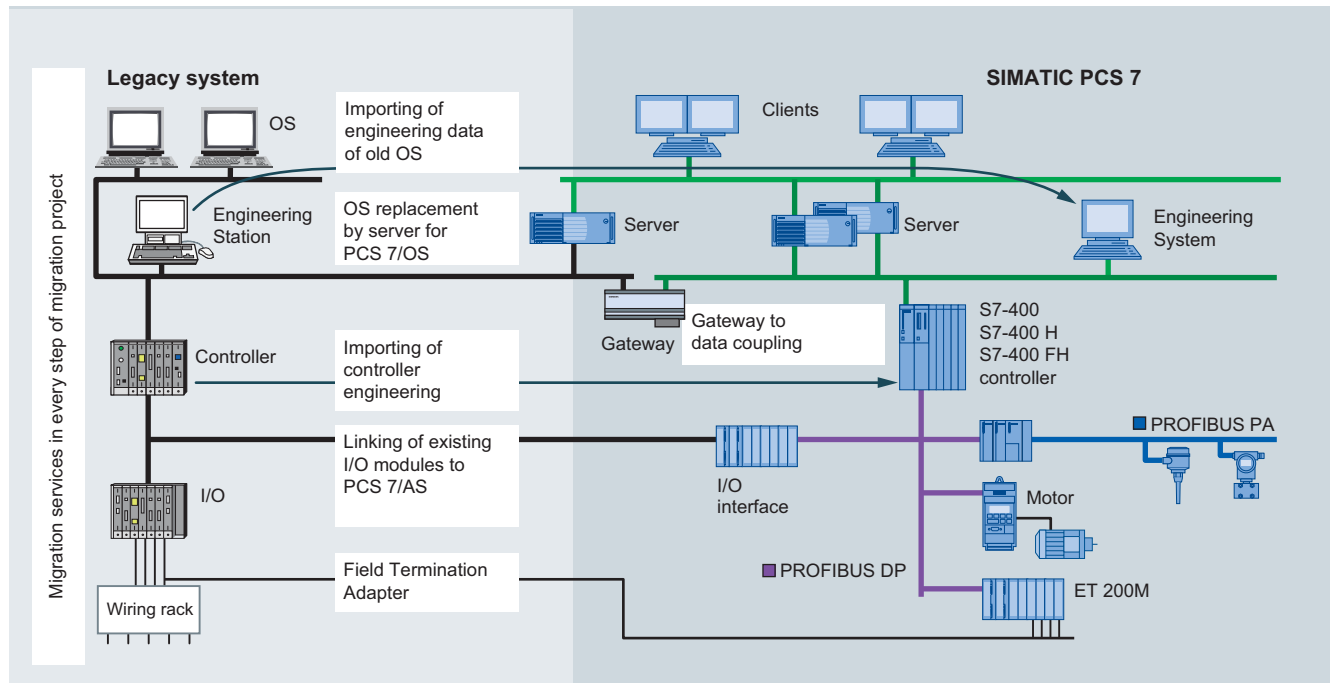 Migration services in every step of migration project
Legacy system
SIMATIC PCS 7
OS
Importing of
engineering data
of old OS
Clients
Engineering
Station
OS replacement
by server for
PCS 7/OS
Server
Server
Engineering
System
Gateway
Gateway to
data coupling
S7-400
S7-400 H
S7-400 FH
controller
Controller
Importing of
controller
engineering
Linking of existing
I/O modules to
PCS 7/AS
PROFIBUS PA
I/O
I/O
interface
Motor
Field Termination
Adapter
PROFIBUS DP
ET 200M
Wiring rack